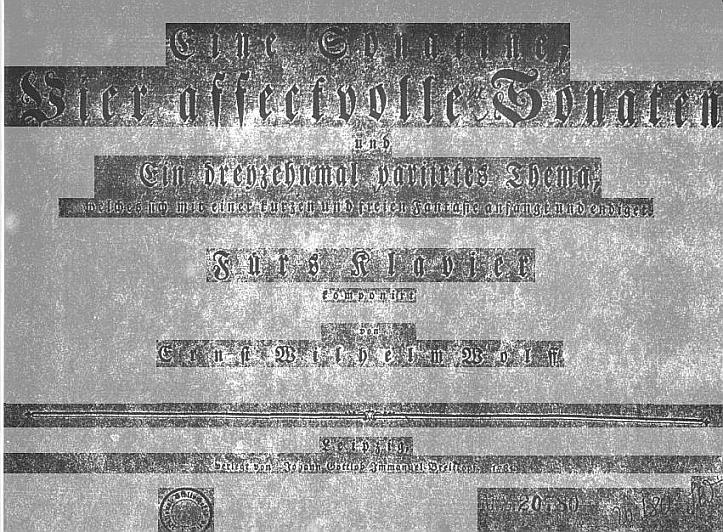 Eine Sonatine,
Vier affectvolle Sonaten
und
Ein dreyzehnmal variirtes Thema,
welches sich mit einer kurzen und freien Fantasie anfängt und endiget.
Fürs Klavier
komponirt
von
Ernst Wilhelm Wolf
Leipzig,
verlegt von Johann Gottlob Immanuel Breitkopf,